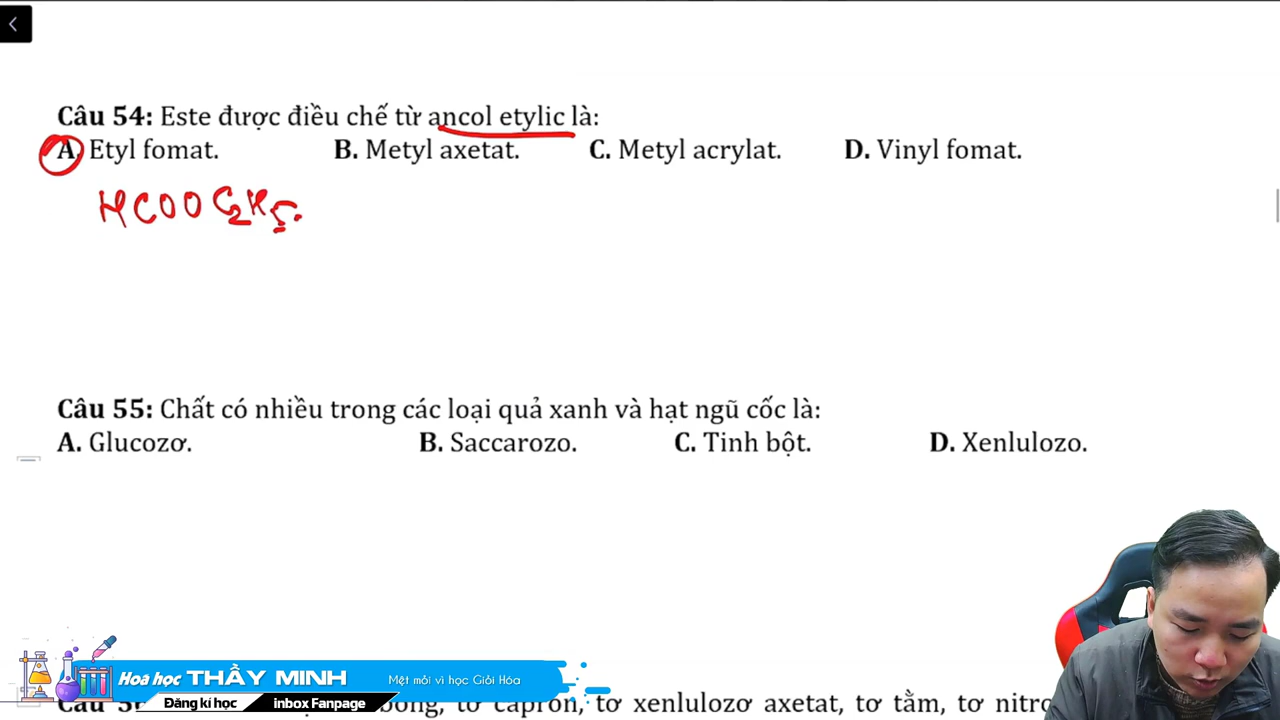 Câu 54: Este được điều chế từ ancol etylic là:
A. Etyl fomat. B. Metyl axetat. C. Metyl acrylat. D. Vinyl fomat.
HCOOC2H5.
Câu 55: Chất có nhiều trong các loại quả xanh và hạt ngũ cốc là:
A. Glucozơ. B. Saccarozo. C. Tinh bột. D. Xenlulozo.
Hoá học THẦY MINH Mệt mỏi vì học Giỏi Hóa
Câu bông, tơ capron, tơ xenlulozơ axetat, tơ tằm, tơ nitro
Đăng kí học inbox Fanpage